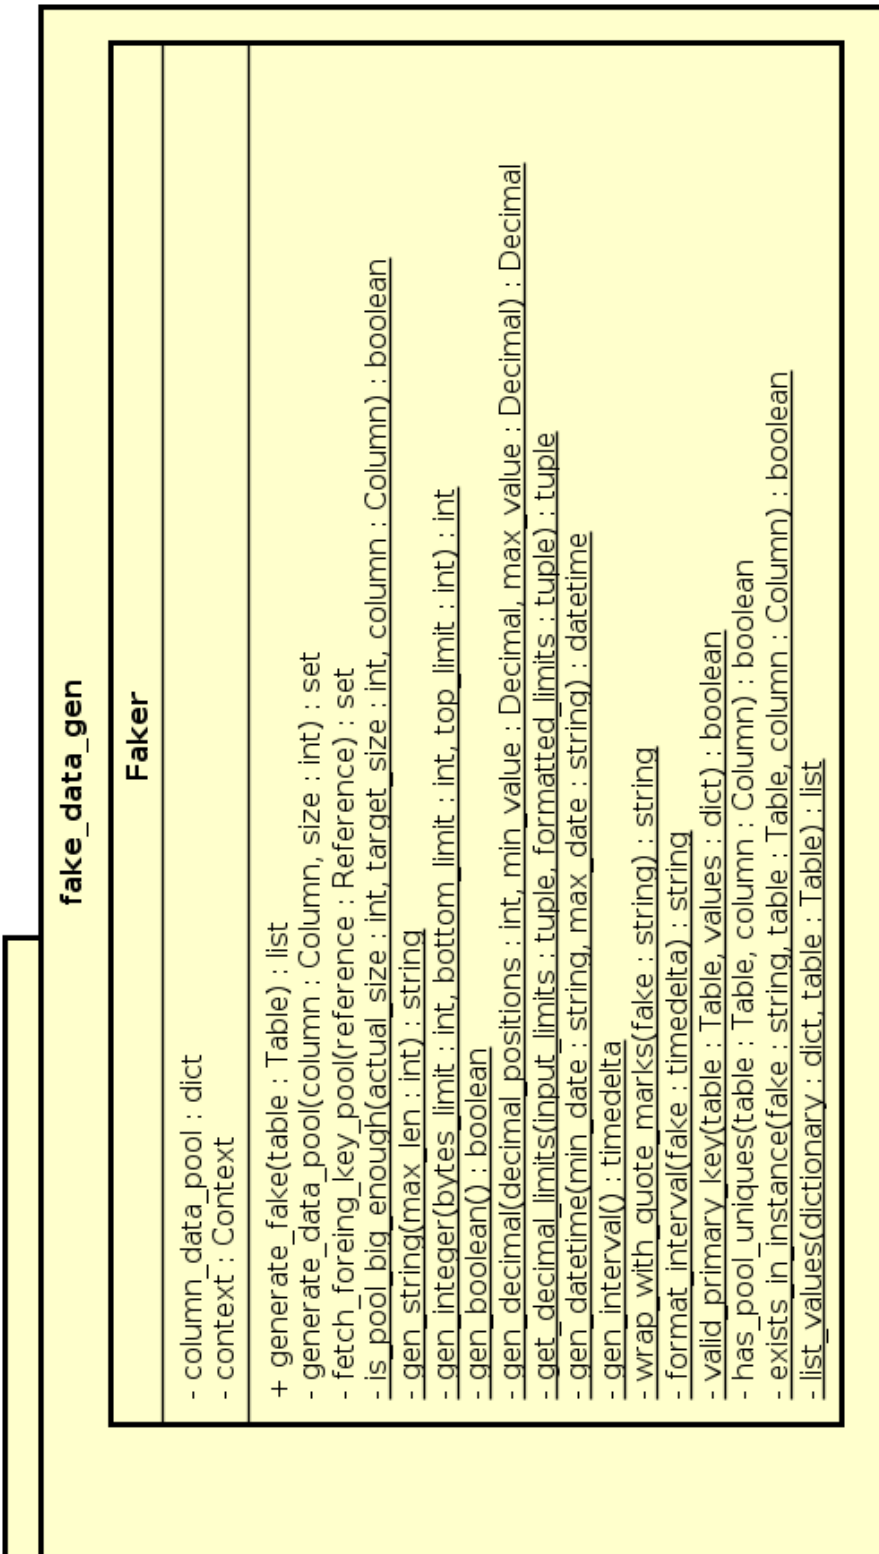 fake_data_gen
Faker
- column_data_pool : dict
- context : Context
+ generate_fake(table : Table) : list
- generate_data_pool(column : Column, size : int) : set
- fetch_foreing_key_pool(reference : Reference) : set
- is_pool_big_enough(actual_size : int, target_size : int, column : Column) : boolean
- gen_string(max_len : int) : string
- gen_integer(bytes_limit : int, bottom_limit : int, top_limit : int) : int
- gen_boolean() : boolean
- gen_decimal(decimal_positions : int, min_value : Decimal, max_value : Decimal) : Decimal
- get_decimal_limits(input_limits : tuple, formatted_limits : tuple) : tuple
- gen_datetime(min_date : string, max_date : string) : datetime
- gen_interval() : timedelta
- wrap_with_quote_marks(fake : string) : string
- format_interval(fake : timedelta) : string
- valid_primary_key(table : Table, values : dict) : boolean
- has_pool_uniques(table : Table, column : Column) : boolean
- exists_in_instance(fake : string, table : Table, column : Column) : boolean
- list_values(dictionary : dict, table : Table) : list